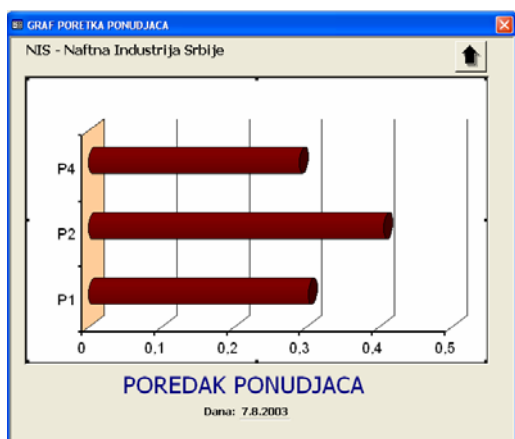 GRAF PORETKA PONUDJACA
NIS - Naftna Industrija Srbije
P4
P2
P1
0
0,1
0,2
0,3
0,4
0,5
POREDAK PONUDJACA
Dana: 7.8.2003